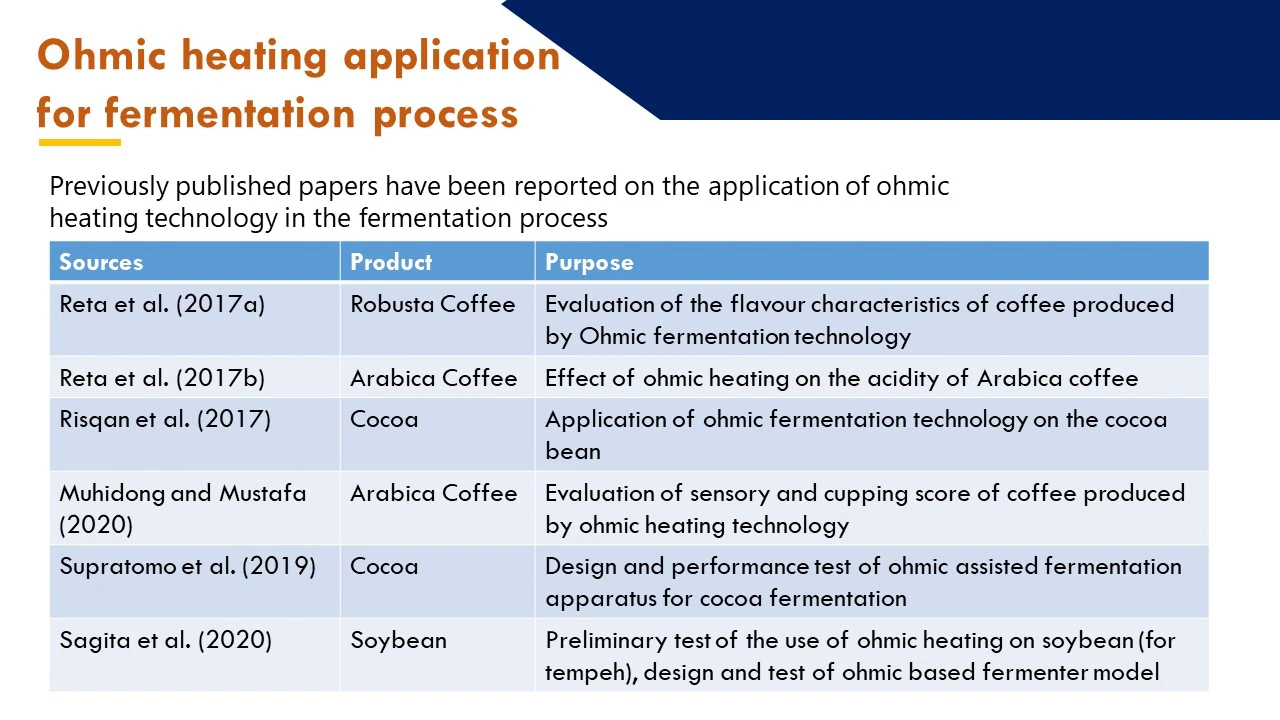 Ohmic heating application
for fermentation process
Previously published papers have been reported on the application of ohmic
heating technology in the fermentation process
Sources Product Purpose
Reta et al. (2017a) Robusta Coffee Evaluation of the flavour characteristics of coffee produced
by Ohmic fermentation technology
Reta et al. (2017b) Arabica Coffee Effect of ohmic heating on the acidity of Arabica coffee
Risqan et al. (2017) Cocoa Application of ohmic fermentation technology on the cocoa
bean
Muhidong and Mustafa Arabica Coffee Evaluation of sensory and cupping score of coffee produced
(2020) by ohmic heating technology
Supratomo et al. (2019) Cocoa Design and performance test of ohmic assisted fermentation
apparatus for cocoa fermentation
Sagita et al. (2020) Soybean Preliminary test of the use of ohmic heating on soybean (for
tempeh), design and test of ohmic based fermenter model